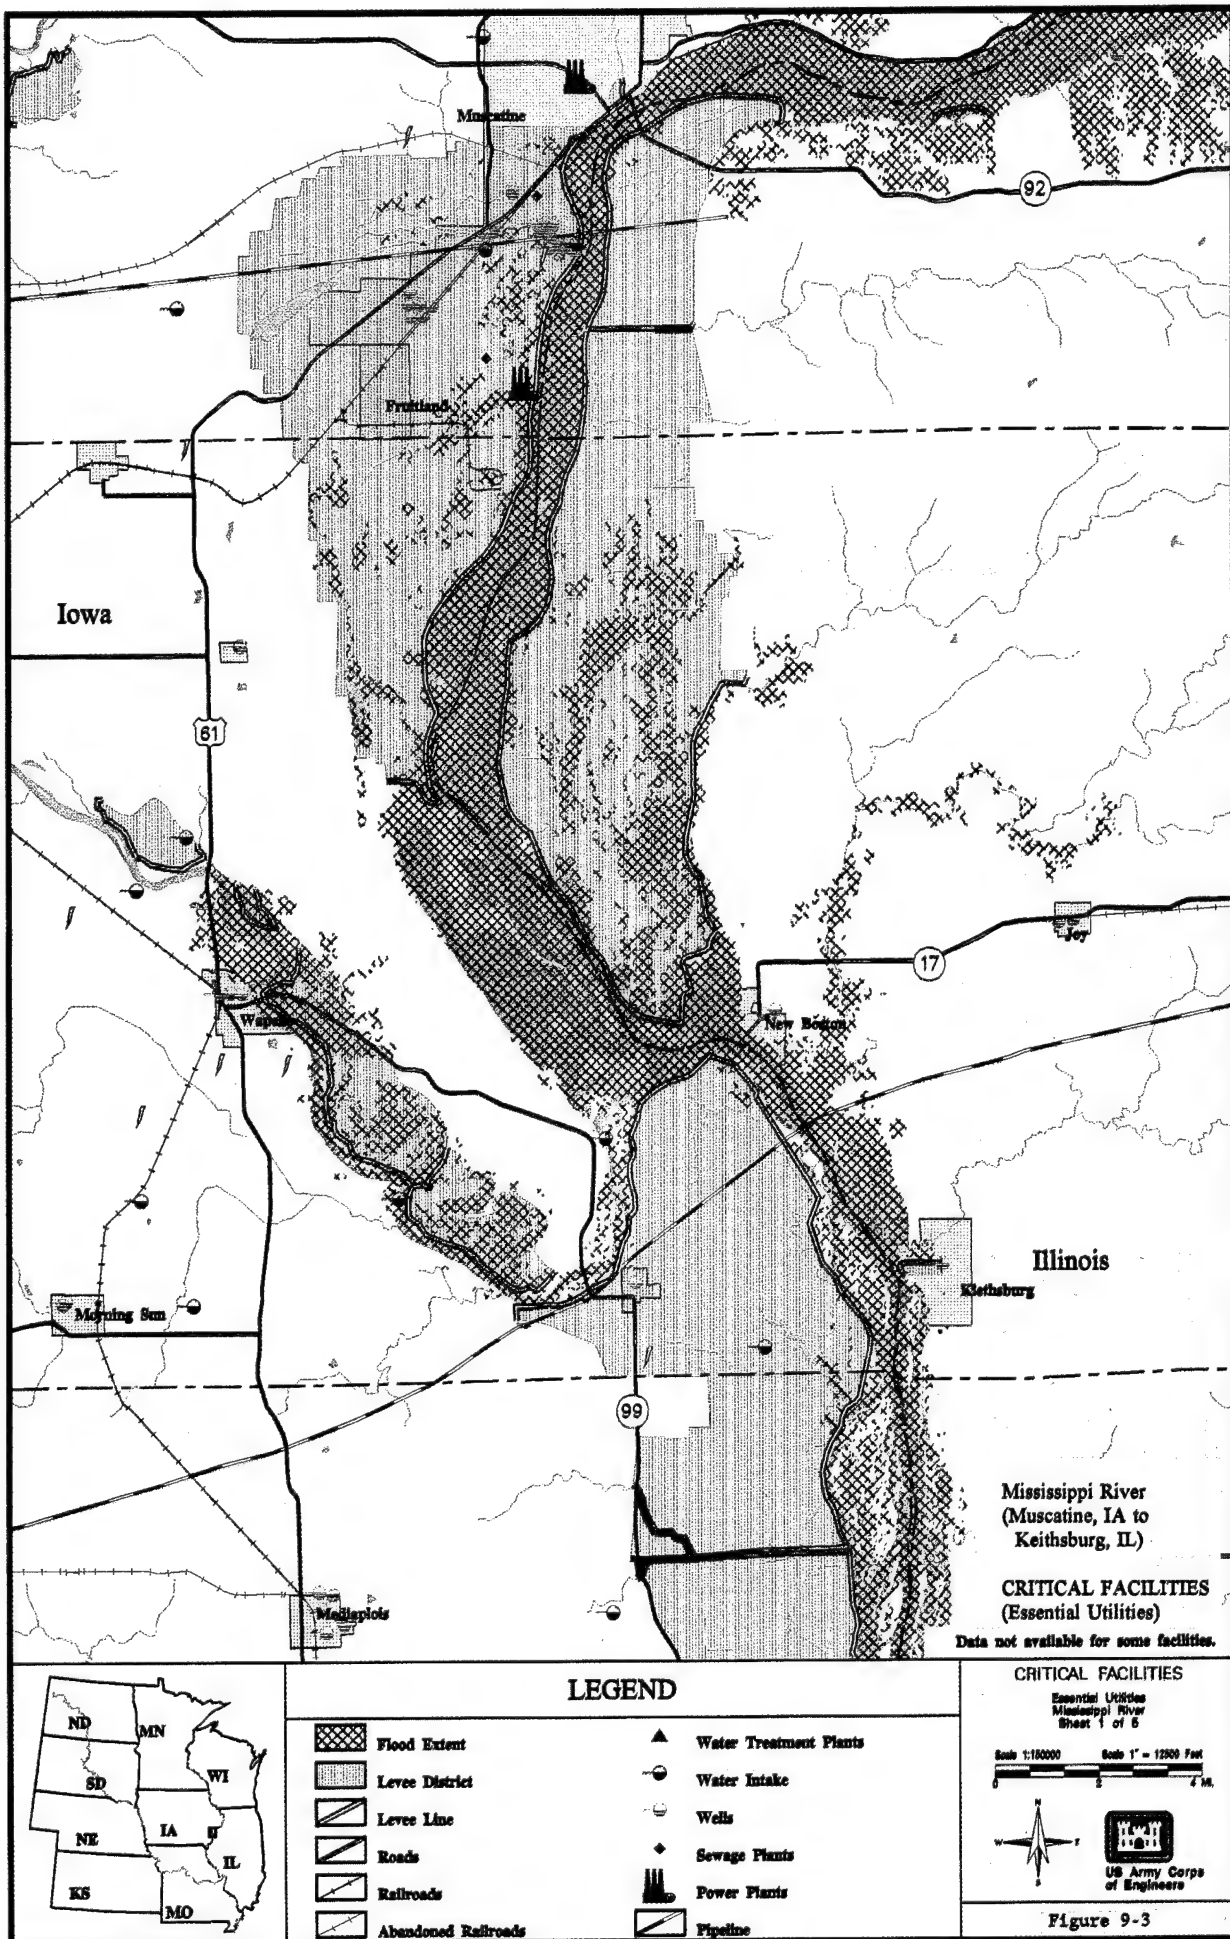 Muscatine
92
Fruitland
Iowa
61
Joy
17
Wapello
New Boston
Illinois
Keithsburg
Morning Sun
99
Mississippi River
(Muscatine, IA to
Keithsburg, IL)
CRITICAL FACILITIES
(Essential Utilities)
Mediapolis
Data not available for some facilities.
ND
MN
SD
WI
NE
IA
IL
KS
MO
LEGEND
Flood Extent
Levee District
Levee Line
Roads
Railroads
Abandoned Railroads
Water Treatment Plants
Water Intake
Wells
Sewage Plants
Power Plants
Pipeline
CRITICAL FACILITIES
Essential Utilities
Mississippi River
Sheet 1 of 5
Scale 1:150000 Scale 1" = 12500 Feet
0 2 4 MI.
N
W
S
US Army Corps
of Engineers
Figure 9-3